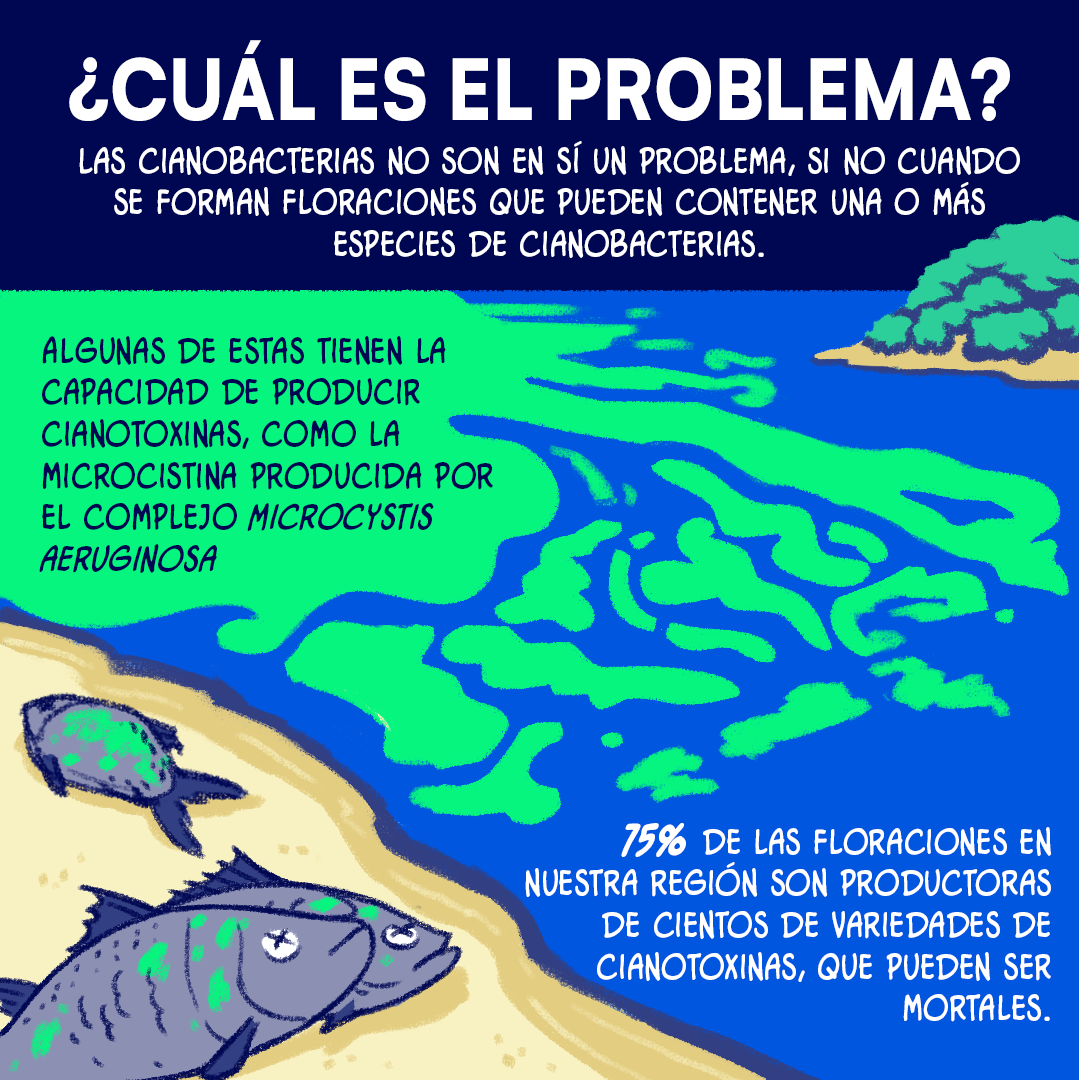 ¿CUÁL ES EL PROBLEMA?
LAS CIANOBACTERIAS NO SON EN SÍ UN PROBLEMA, SI NO CUANDO
SE FORMAN FLORACIONES QUE PUEDEN CONTENER UNA O MÁS
ESPECIES DE CIANOBACTERIAS.
ALGUNAS DE ESTAS TIENEN LA
CAPACIDAD DE PRODUCIR
CIANOTOXINAS, COMO LA
MICROCISTINA PRODUCIDA POR
EL COMPLEJO MICROCYSTIS
AERUGINOSA
75% DE LAS FLORACIONES EN
NUESTRA REGIÓN SON PRODUCTORAS
DE CIENTOS DE VARIEDADES DE
CIANOTOXINAS, QUE PUEDEN SER
MORTALES.